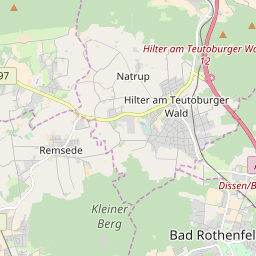 Hilter am Teutoburger Wa
12
97
Natrup
Hilter am Teutoburger
Wald
Remsede
A
Dissen/B
Kleiner
Berg
Bad Rothenfel